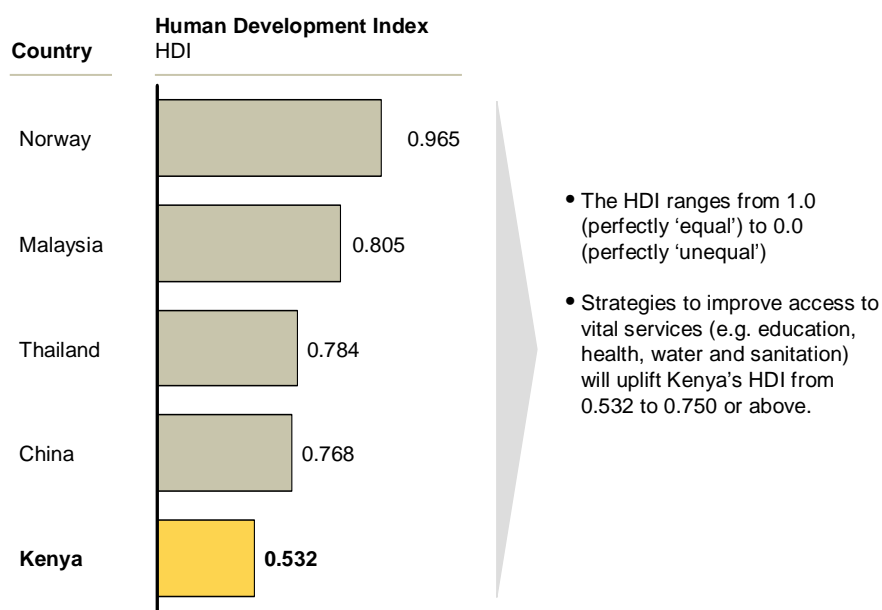 Country
Human Development Index
HDI
Norway
0.965
Malaysia
0.805
Thailand
0.784
China
0.768
Kenya
0.532
• The HDI ranges from 1.0
(perfectly ‘equal’) to 0.0
(perfectly ‘unequal’)
• Strategies to improve access to
vital services (e.g. education,
health, water and sanitation)
will uplift Kenya’s HDI from
0.532 to 0.750 or above.